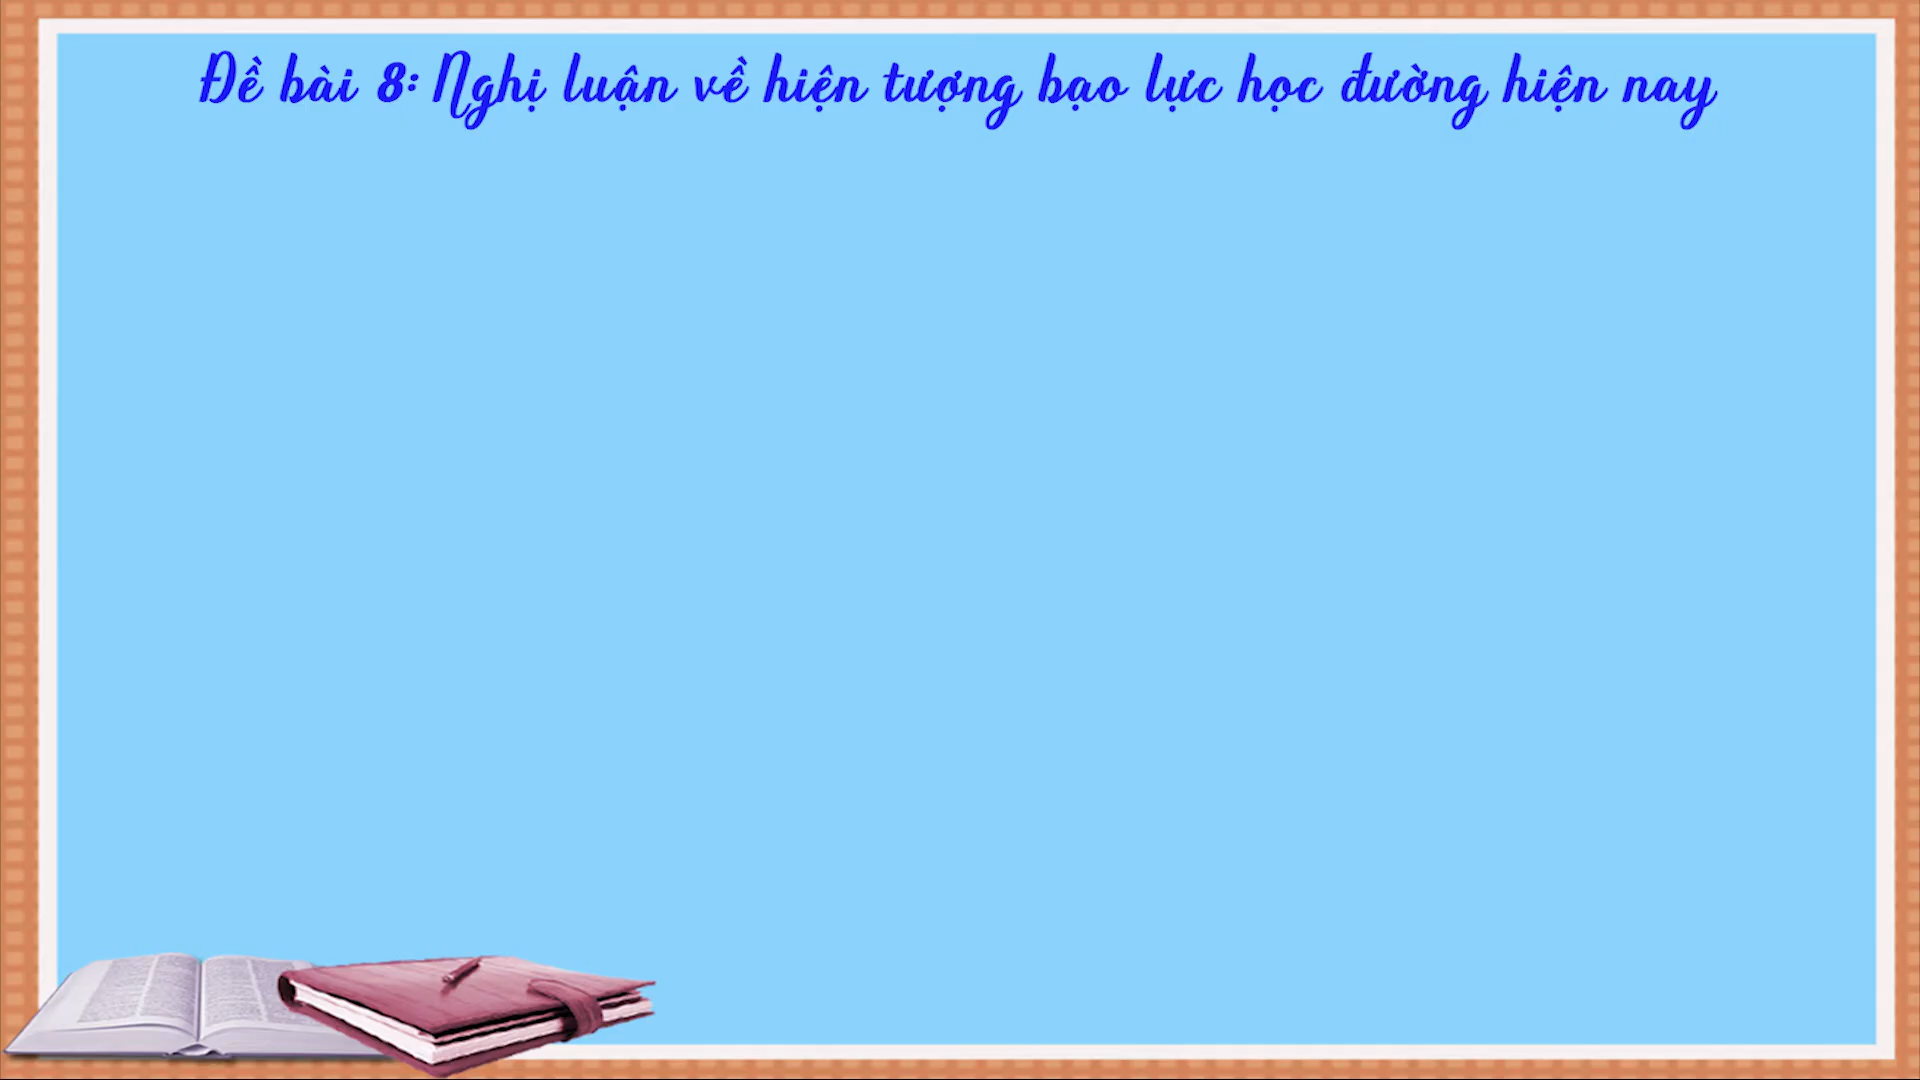 Đề bài 8: Nghị luận về hiện tượng bạo lực học đường hiện nay